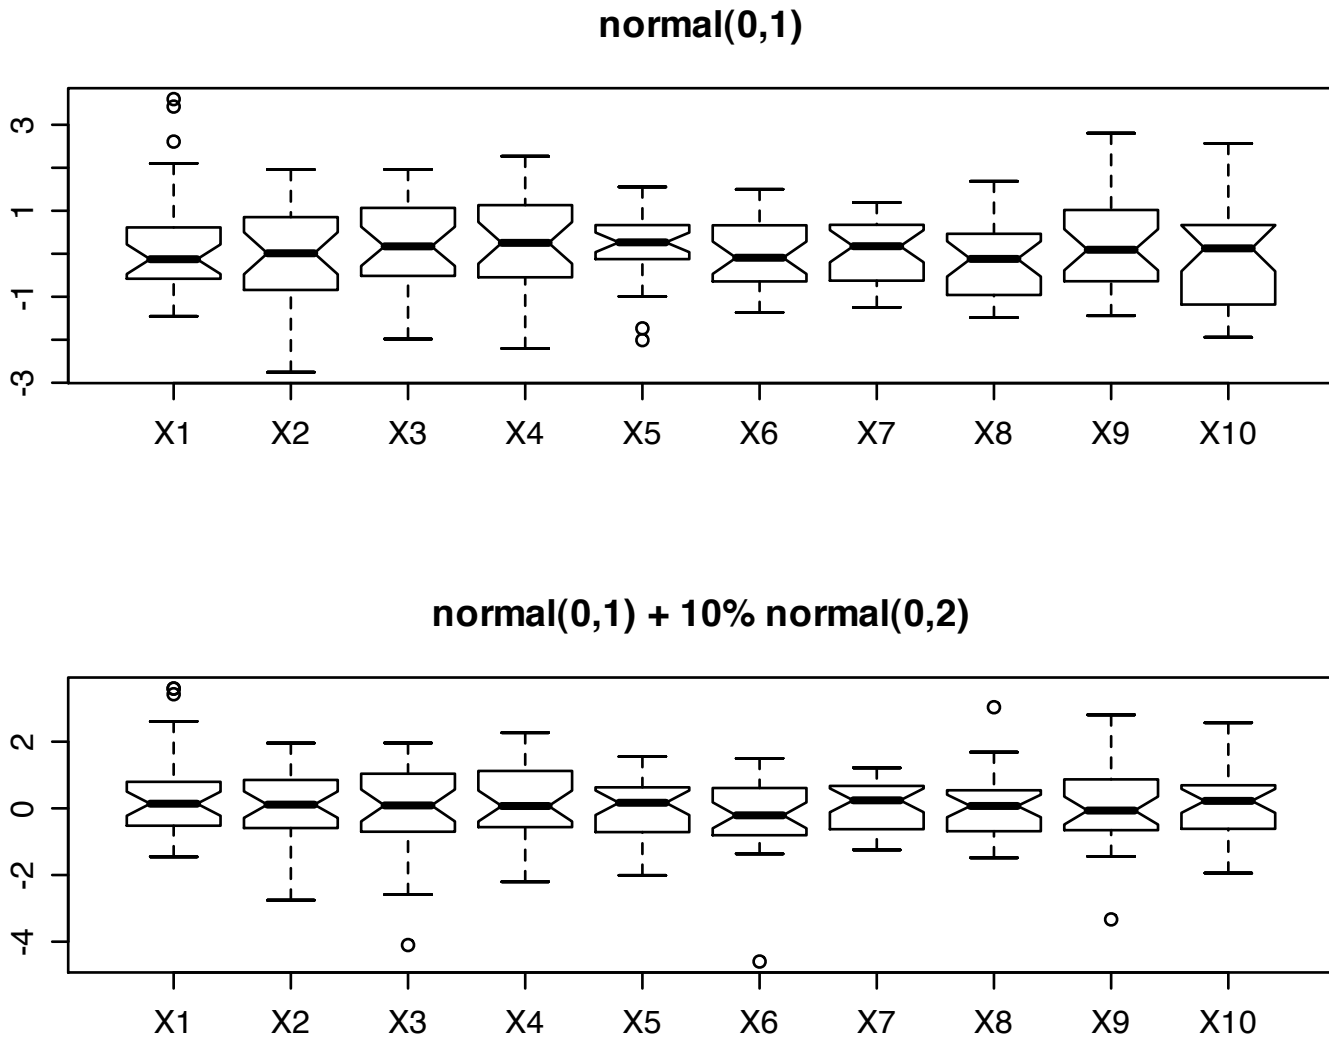 normal(0,1)
3
1
-1
-3
X1 X2 X3 X4 X5 X6 X7 X8 X9 X10
normal(0,1) + 10% normal(0,2)
2
0
-2
-4
X1 X2 X3 X4 X5 X6 X7 X8 X9 X10